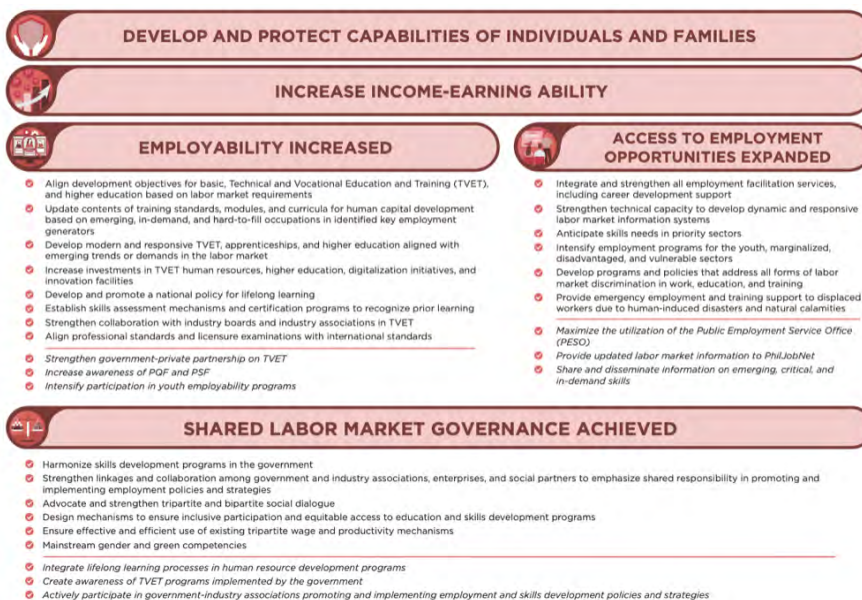 DEVELOP AND PROTECT CAPABILITIES OF INDIVIDUALS AND FAMILIES
INCREASE INCOME-EARNING ABILITY
EMPLOYABILITY INCREASED
Align development objectives for basic, Technical and Vocational Education and Training (TVET),
and higher education based on labor market requirements
Update contents of training standards, modules, and curricula for human capital development
based on emerging, in-demand, and hard-to-fill occupations in identified key employment
generators
Develop modern and responsive TVET, apprenticeships, and higher education aligned with
emerging trends or demands in the labor market
Increase investments in TVET human resources, higher education, digitalization initiatives, and
innovation facilities
Develop and promote a national policy for lifelong learning
Establish skills assessment mechanisms and certification programs to recognize prior learning
Strengthen collaboration with industry boards and industry associations in TVET
Align professional standards and licensure examinations with international standards
Strengthen government-private partnership on TVET
Increase awareness of PQF and PSF
Intensify participation in youth employability programs
ACCESS TO EMPLOYMENT
OPPORTUNITIES EXPANDED
Integrate and strengthen all employment facilitation services,
including career development support
Strengthen technical capacity to develop dynamic and responsive
labor market information systems
Anticipate skills needs in priority sectors
Intensify employment programs for the youth, marginalized,
disadvantaged, and vulnerable sectors
Develop programs and policies that address all forms of labor
market discrimination in work, education, and training
Provide emergency employment and training support to displaced
workers due to human-induced disasters and natural calamities
Maximize the utilization of the Public Employment Service Office
(PESO)
Provide updated labor market information to PhilJobNet
Share and disseminate information on emerging, critical, and
in-demand skills
SHARED LABOR MARKET GOVERNANCE ACHIEVED
Harmonize skills development programs in the government
Strengthen linkages and collaboration among government and industry associations, enterprises, and social partners to emphasize shared responsibility in promoting and
implementing employment policies and strategies
Advocate and strengthen tripartite and bipartite social dialogue
Design mechanisms to ensure inclusive participation and equitable access to education and skills development programs
Ensure effective and efficient use of existing tripartite wage and productivity mechanisms
Mainstream gender and green competencies
Integrate lifelong learning processes in human resource development programs
Create awareness of TVET programs implemented by the government
Actively participate in government-industry associations promoting and implementing employment and skills development policies and strategies